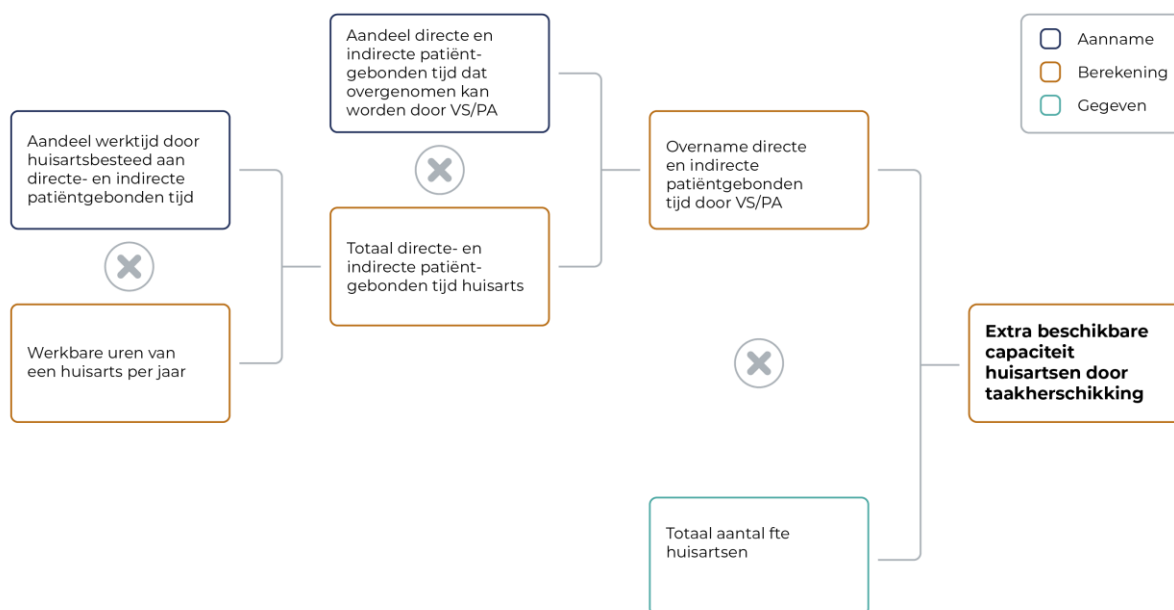 Aandeel directe en
indirecte patiënt-
gebonden tijd dat
overgenomen kan
worden door VS/PA
Aanname
Berekening
Gegeven
Aandeel werktijd door
huisartsbesteed aan
directe- en indirecte
patiëntgebonden tijd
Overname directe
en indirecte
patiëntgebonden
tijd door VS/PA
Totaal directe- en
indirecte patiënt-
gebonden tijd huisarts
Werkbare uren van
een huisarts per jaar
Extra beschikbare
capaciteit
huisartsen door
taakherschikking
Totaal aantal fte
huisartsen